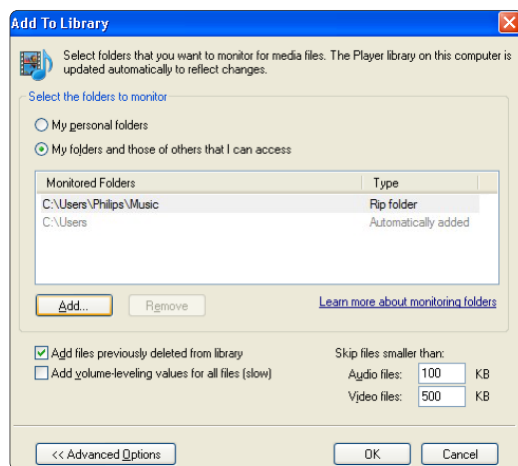 Add To Library
Select folders that you want to monitor for media files. The Player library on this computer is
updated automatically to reflect changes.
Select the folders to monitor
My personal folders
My folders and those of others that I can access
Monitored Folders Type
C:\Users\Philips\Music Rip folder
C:\Users Automatically added
Add... Remove Learn more about monitoring folders
Add files previously deleted from library Skip files smaller than:
Add volume-leveling values for all files (slow) Audio files: 100 KB
Video files: 500 KB
<< Advanced Options OK Cancel